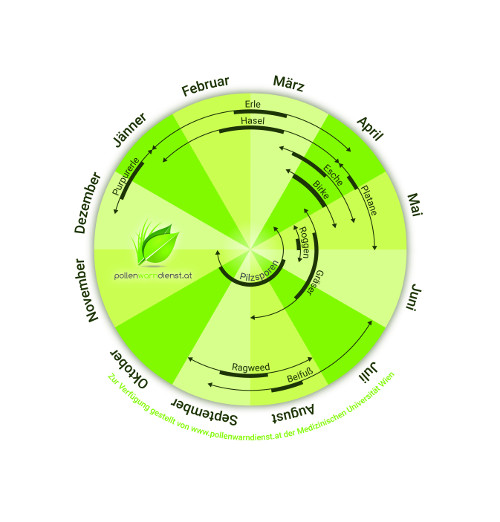 Februar
März
Jänner
April
Dezember
Mai
November
Juni
Oktober
Juli
September
August
Erle
Hasel
Purpurerle
Esche
Birke
Platane
Roggen
Gräser
Pilzsporen
pollenwarndienst.at
Ragweed
Beifuß
Zur Verfügung gestellt von www.pollenwarndienst.at der Medizinischen Universität Wien